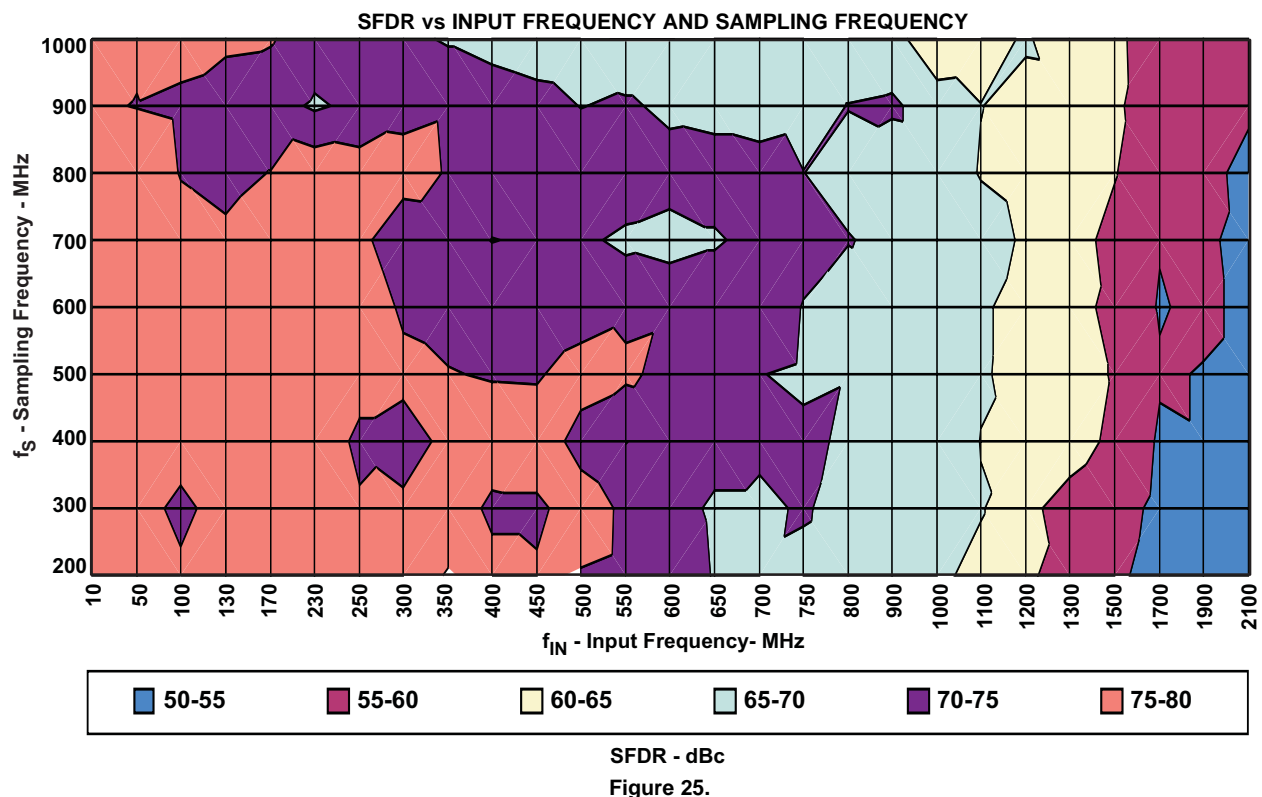 SFDR vs INPUT FREQUENCY AND SAMPLING FREQUENCY
1000
900
800
700
600
500
400
300
200
fS - Sampling Frequency - MHz
10 50 100 130 170 230 250 300 350 400 450 500 550 600 650 700 750 800 900 1000 1100 1200 1300 1500 1700 1900 2100
fIN - Input Frequency- MHz
50-55 55-60 60-65 65-70 70-75 75-80
SFDR - dBc
Figure 25.